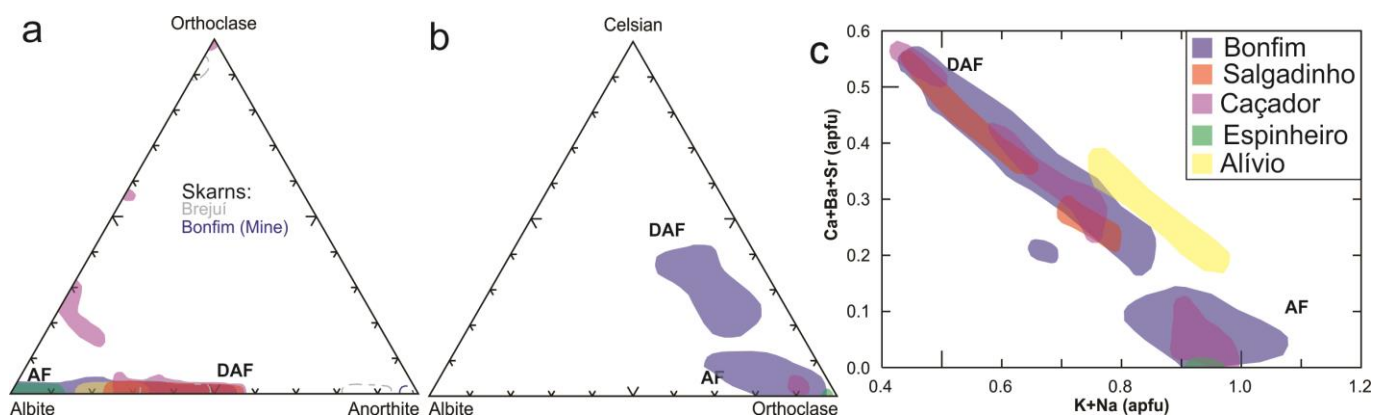 a
Orthoclase
Skarns:
Brejuí
Bonfim (Mine)
AF
DAF
Albite
Anorthite
b
Celsian
DAF
AF
Albite
Orthoclase
c
Ca+Ba+Sr (apfu)
0.6
0.5
0.4
0.3
0.2
0.1
0.0
DAF
AF
Bonfim
Salgadinho
Caçador
Espinheiro
Alívio
0.4
0.6
0.8
1.0
1.2
K+Na (apfu)